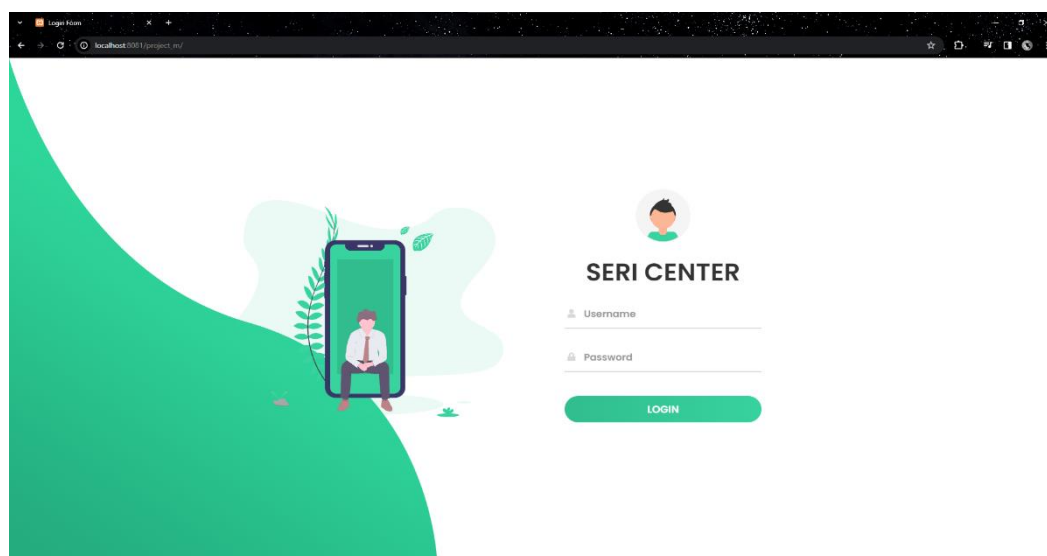 Login Form
localhost:8081/project_m/
SERI CENTER
Username
Password
LOGIN